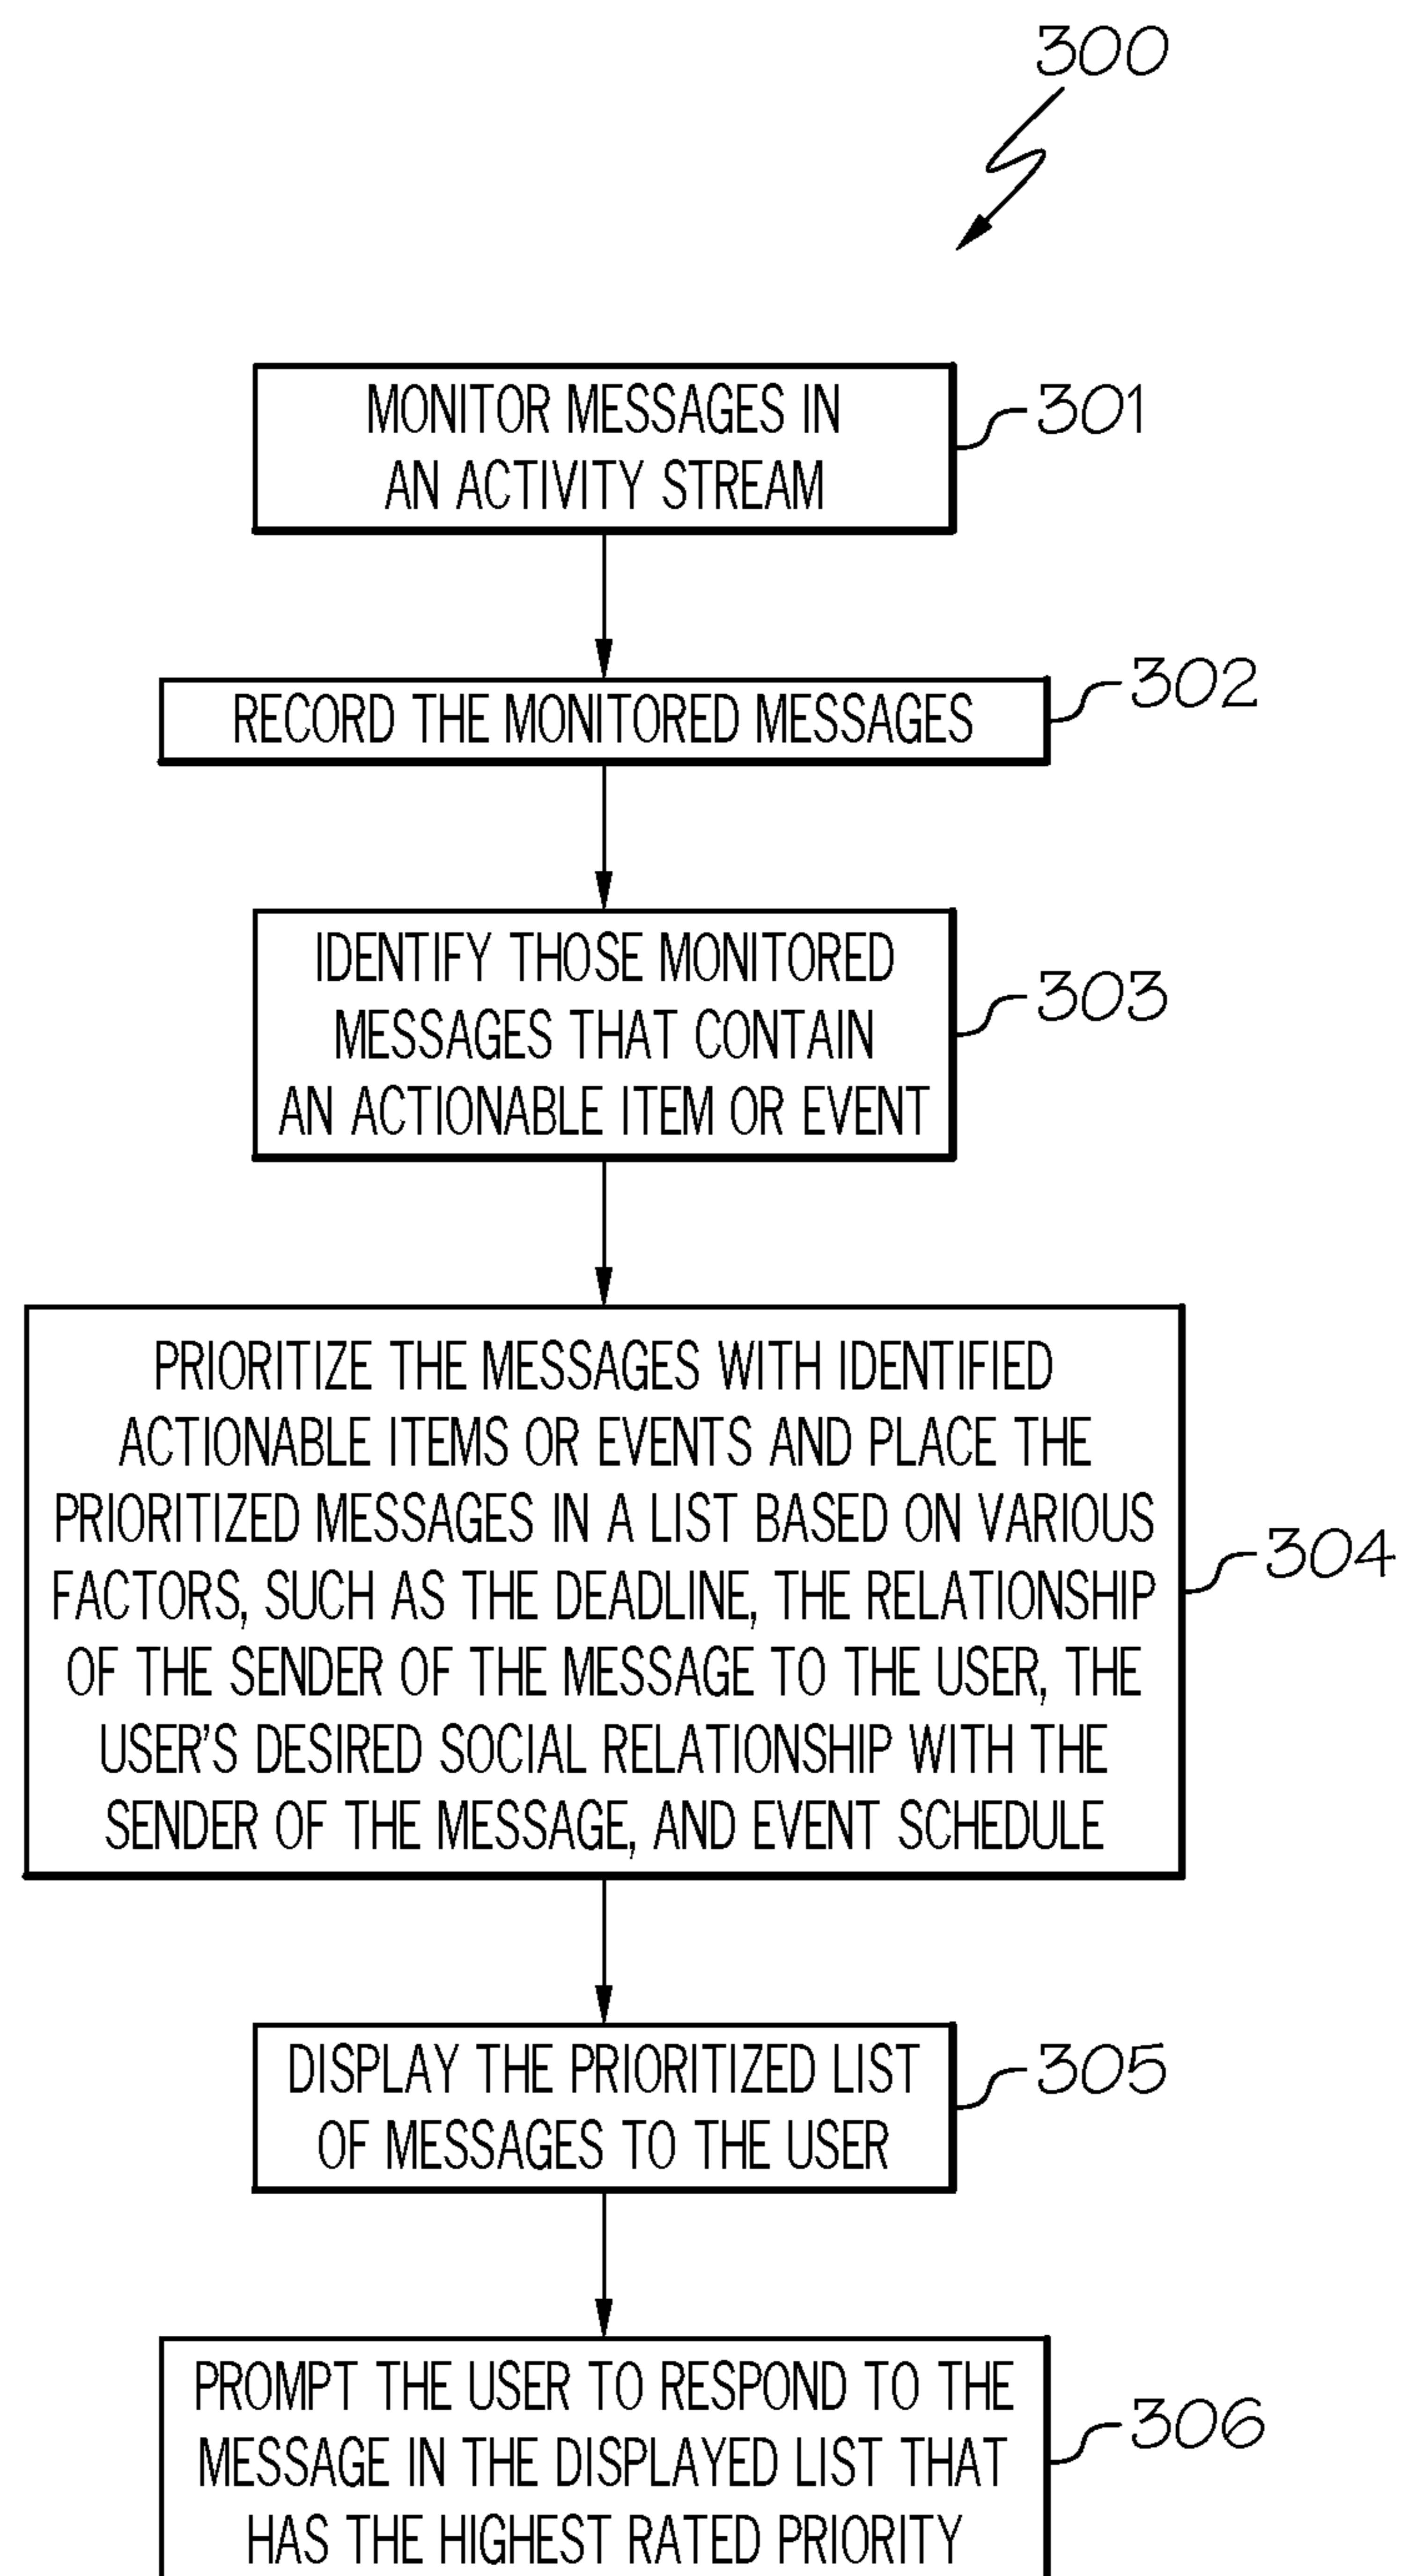 300
MONITOR MESSAGES IN
AN ACTIVITY STREAM
301
RECORD THE MONITORED MESSAGES
302
IDENTIFY THOSE MONITORED
MESSAGES THAT CONTAIN
AN ACTIONABLE ITEM OR EVENT
303
PRIORITIZE THE MESSAGES WITH IDENTIFIED
ACTIONABLE ITEMS OR EVENTS AND PLACE THE
PRIORITIZED MESSAGES IN A LIST BASED ON VARIOUS
FACTORS, SUCH AS THE DEADLINE, THE RELATIONSHIP
OF THE SENDER OF THE MESSAGE TO THE USER, THE
USER'S DESIRED SOCIAL RELATIONSHIP WITH THE
SENDER OF THE MESSAGE, AND EVENT SCHEDULE
304
DISPLAY THE PRIORITIZED LIST
OF MESSAGES TO THE USER
305
PROMPT THE USER TO RESPOND TO THE
MESSAGE IN THE DISPLAYED LIST THAT
HAS THE HIGHEST RATED PRIORITY
306